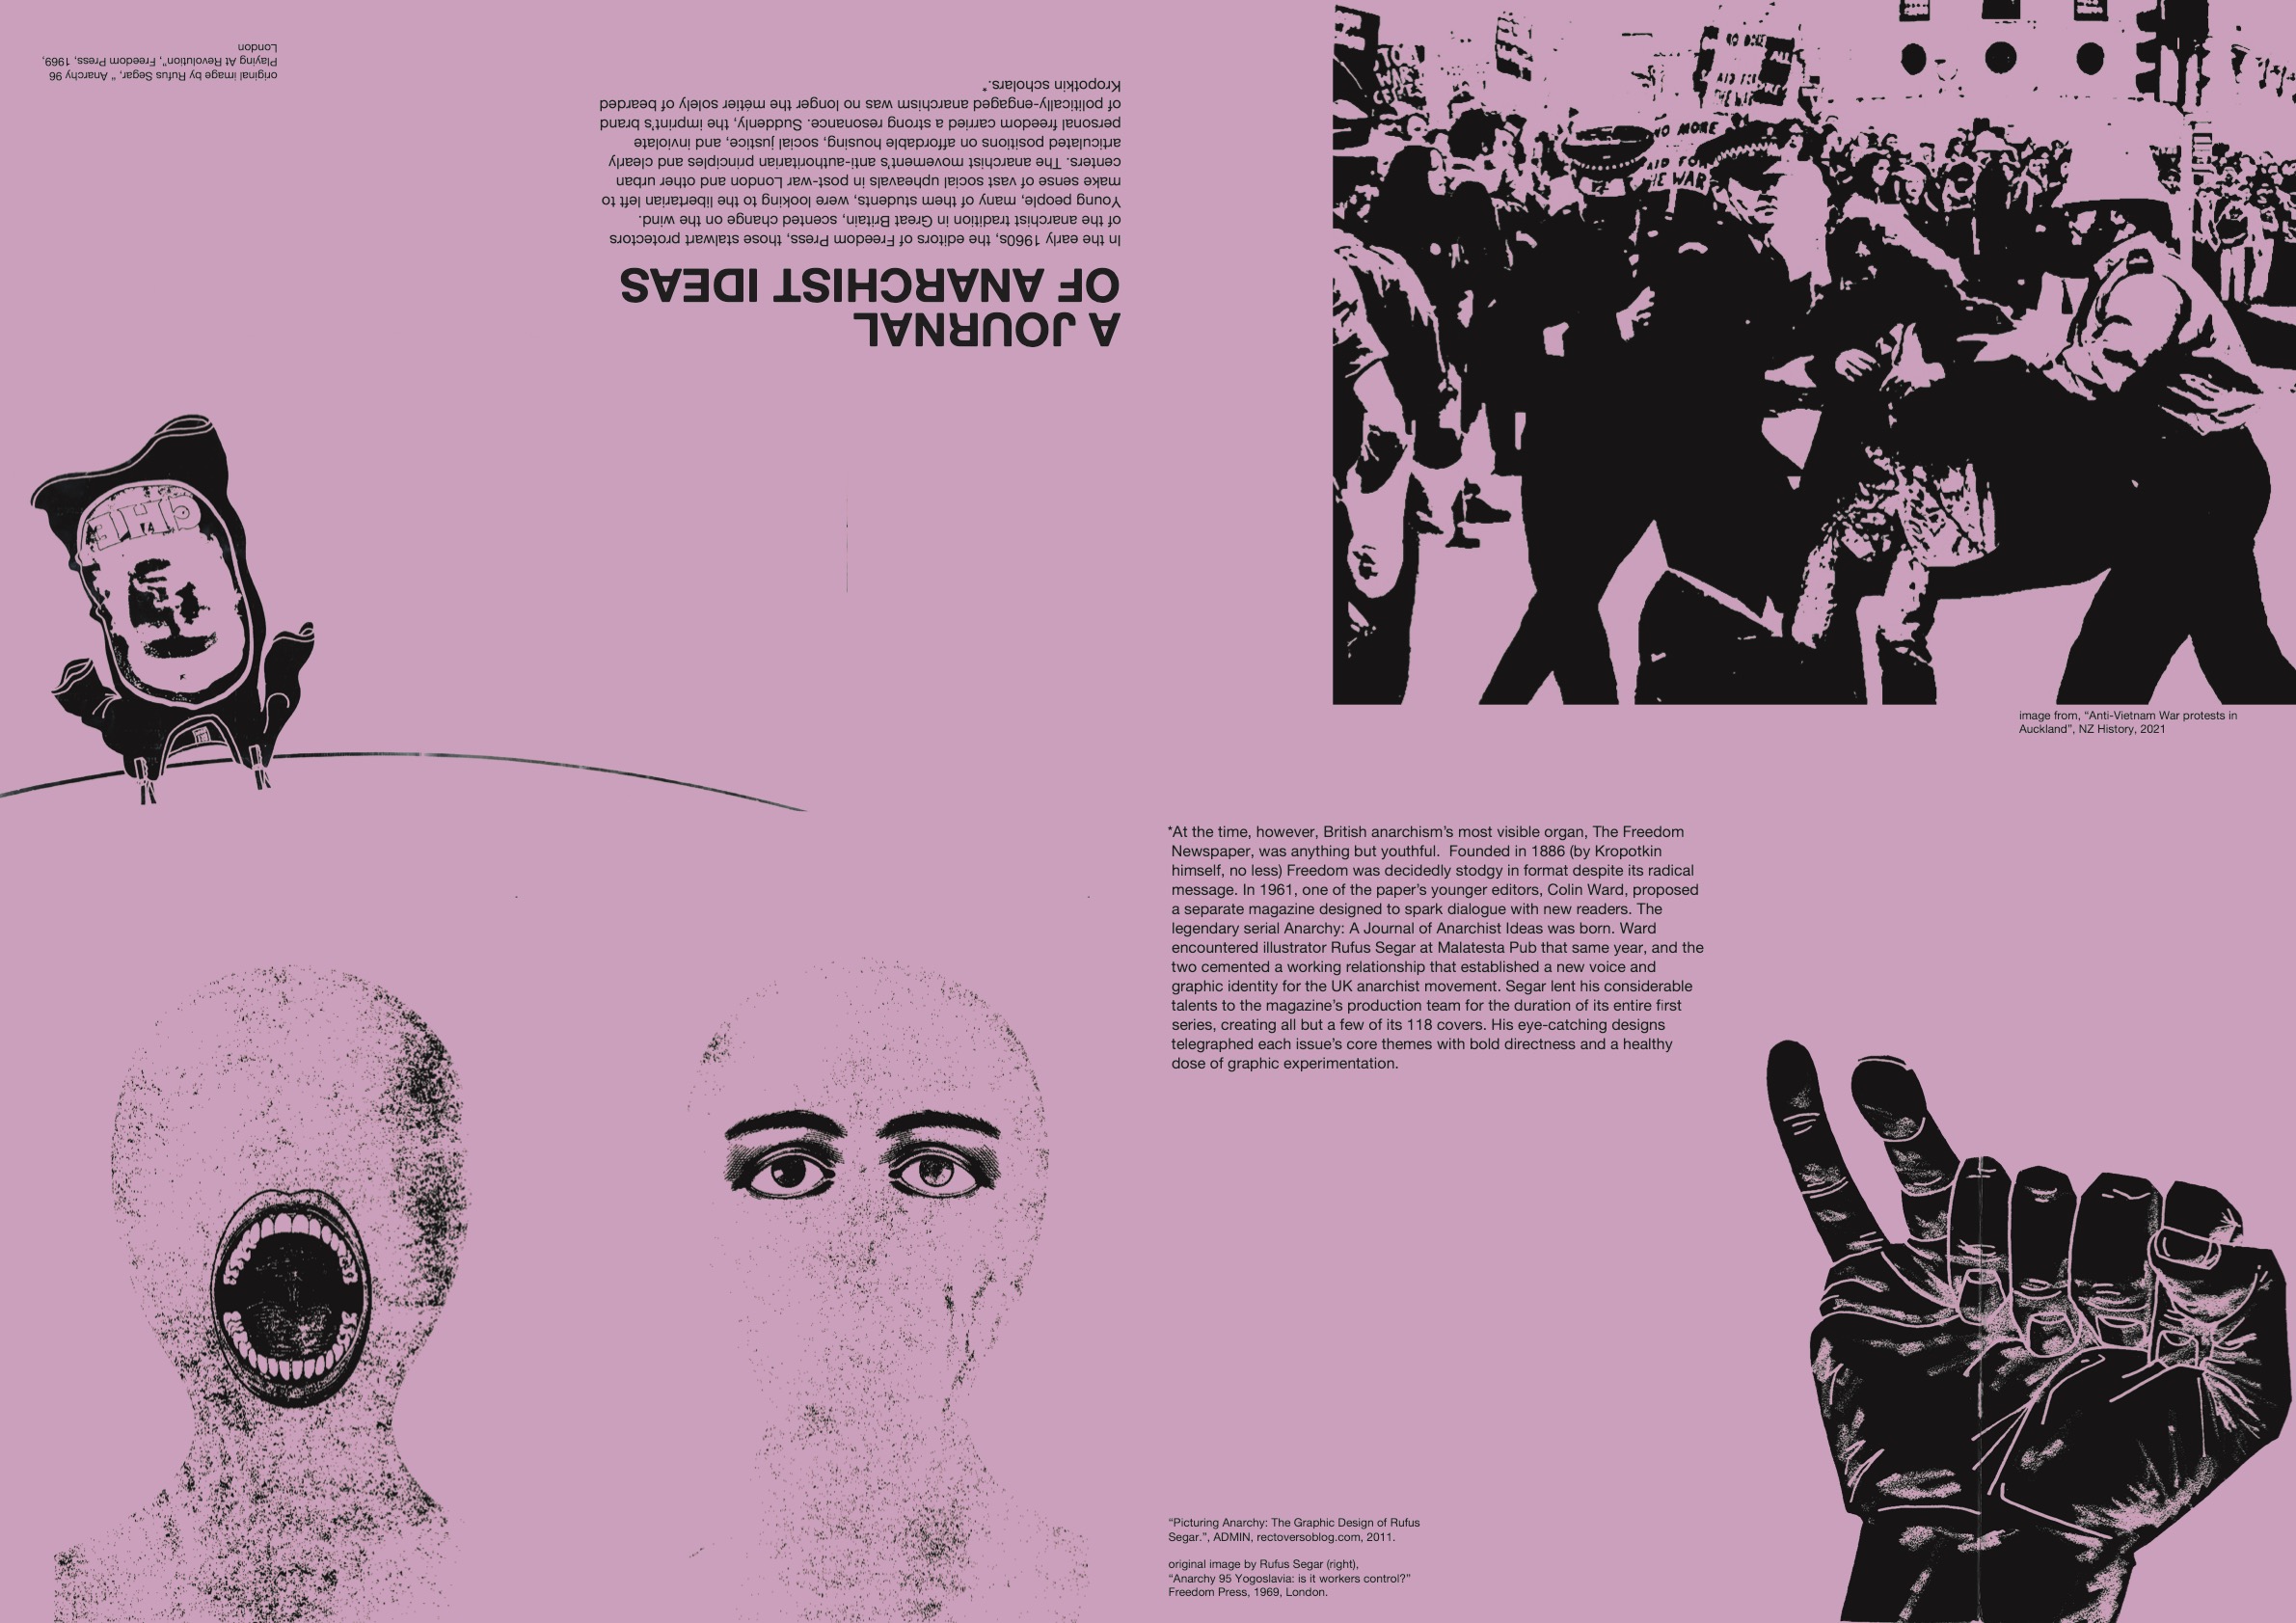 original image by Rufus Segar, " Anarchy 96
Playing At Revolution", Freedom Press, 1969,
London
A JOURNAL
OF ANARCHIST IDEAS
In the early 1960s, the editors of Freedom Press, those stalwart protectors
of the anarchist tradition in Great Britain, scented change on the wind.
Young people, many of them students, were looking to the libertarian left to
make sense of vast social upheavals in post-war London and other urban
centers. The anarchist movement's anti-authoritarian principles and clearly
articulated positions on affordable housing, social justice, and inviolate
personal freedom carried a strong resonance. Suddenly, the imprint's brand
of politically-engaged anarchism was no longer the métier solely of bearded
Kropotkin scholars.*
NO MORE
AID FOR
HE WAR
image from, “Anti-Vietnam War protests in
Auckland”, NZ History, 2021
*At the time, however, British anarchism’s most visible organ, The Freedom
Newspaper, was anything but youthful.  Founded in 1886 (by Kropotkin
himself, no less) Freedom was decidedly stodgy in format despite its radical
message. In 1961, one of the paper’s younger editors, Colin Ward, proposed
a separate magazine designed to spark dialogue with new readers. The
legendary serial Anarchy: A Journal of Anarchist Ideas was born. Ward
encountered illustrator Rufus Segar at Malatesta Pub that same year, and the
two cemented a working relationship that established a new voice and
graphic identity for the UK anarchist movement. Segar lent his considerable
talents to the magazine’s production team for the duration of its entire first
series, creating all but a few of its 118 covers. His eye-catching designs
telegraphed each issue’s core themes with bold directness and a healthy
dose of graphic experimentation.
“Picturing Anarchy: The Graphic Design of Rufus
Segar.”, ADMIN, rectoversoblog.com, 2011.
original image by Rufus Segar (right),
“Anarchy 95 Yogoslavia: is it workers control?”
Freedom Press, 1969, London.